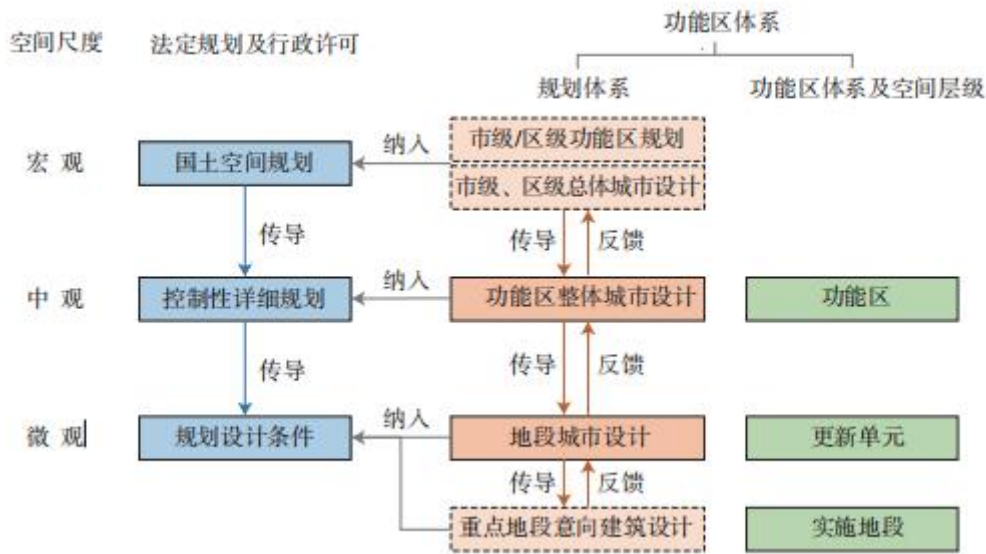 功能区体系
空间尺度 法定规划及行政许可
规划体系 功能区体系及空间层级
市级/区级功能区规划
纳入
宏 观 国土空间规划
市级、区级总体城市设计
传导 传导 反馈
纳入
中 观 控制性详细规划 功能区整体城市设计 功能区
传导 传导 反馈
纳入
微 观 规划设计条件 地段城市设计 更新单元
传导 反馈
重点地段意向建筑设计 实施地段